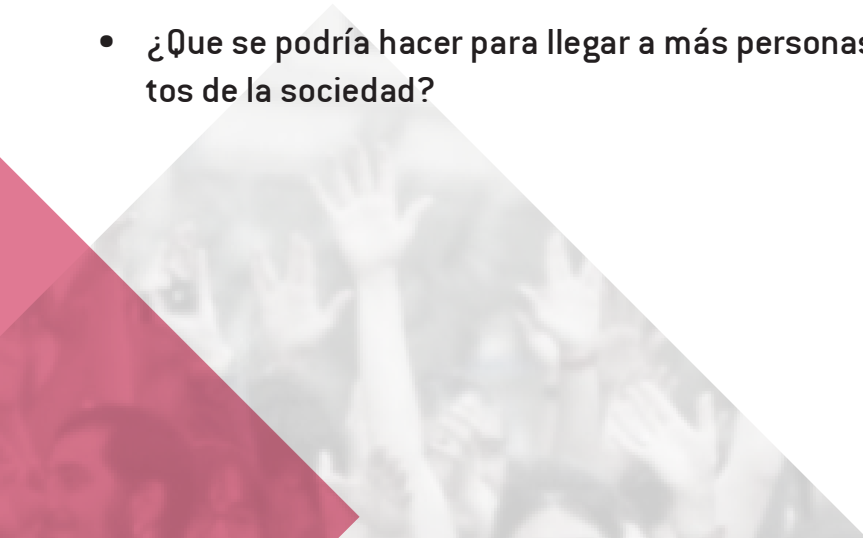 • ¿Que se podría hacer para llegar a más personas
tos de la sociedad?